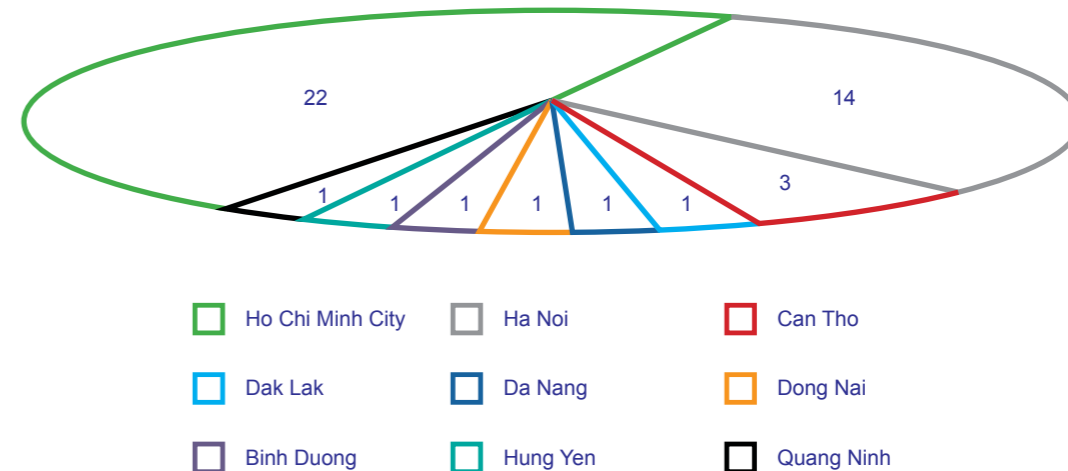 22
14
3
1
1
1
1
1
1
Ho Chi Minh City
Ha Noi
Can Tho
Dak Lak
Da Nang
Dong Nai
Binh Duong
Hung Yen
Quang Ninh